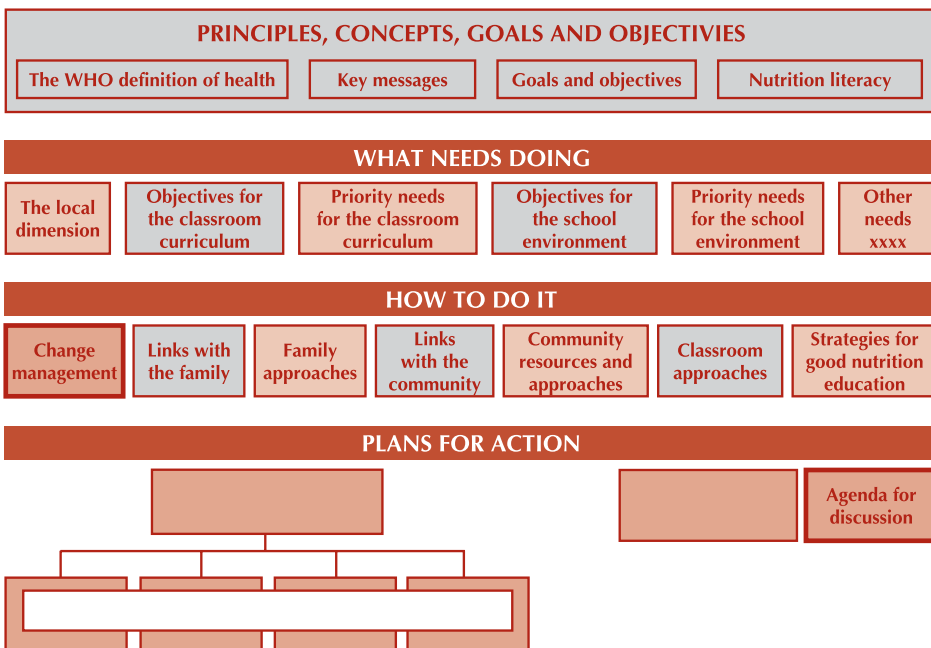 PRINCIPLES, CONCEPTS, GOALS AND OBJECTIVIES
The WHO definition of health
Key messages
Goals and objectives
Nutrition literacy
WHAT NEEDS DOING
The local
dimension
Objectives for
the classroom
curriculum
Priority needs
for the classroom
curriculum
Objectives for
the school
environment
Priority needs
for the school
environment
Other
needs
xxxx
HOW TO DO IT
Change
management
Links with
the family
Family
approaches
Links
with the
community
Community
resources and
approaches
Classroom
approaches
Strategies for
good nutrition
education
PLANS FOR ACTION
Agenda for
discussion